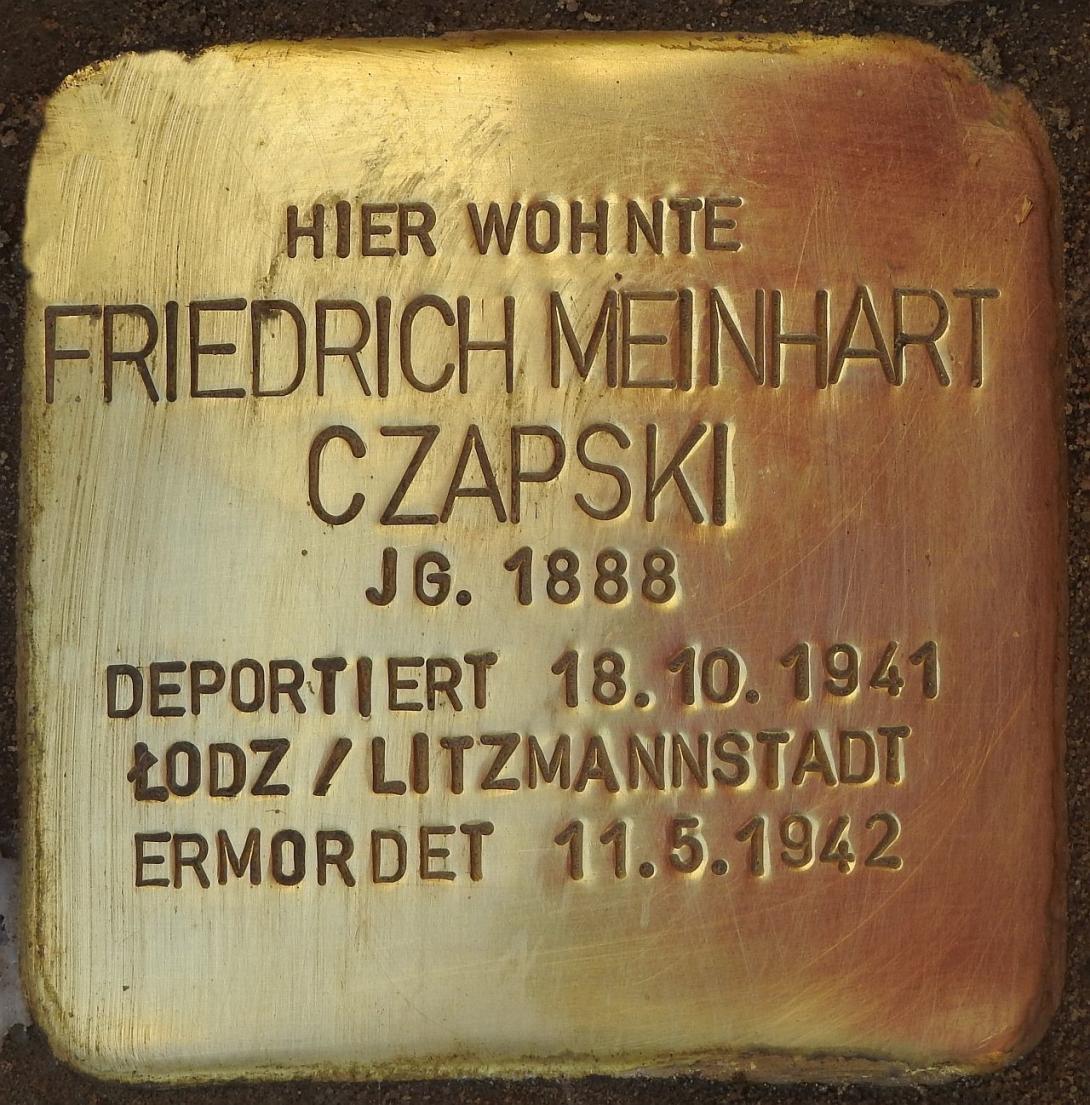 HIER WOHNTE
FRIEDRICH MEINHART
CZAPSKI
JG. 1888
DEPORTIERT 18.10.1941
ŁODZ / LITZMANNSTADT
ERMORDET 11.5.1942